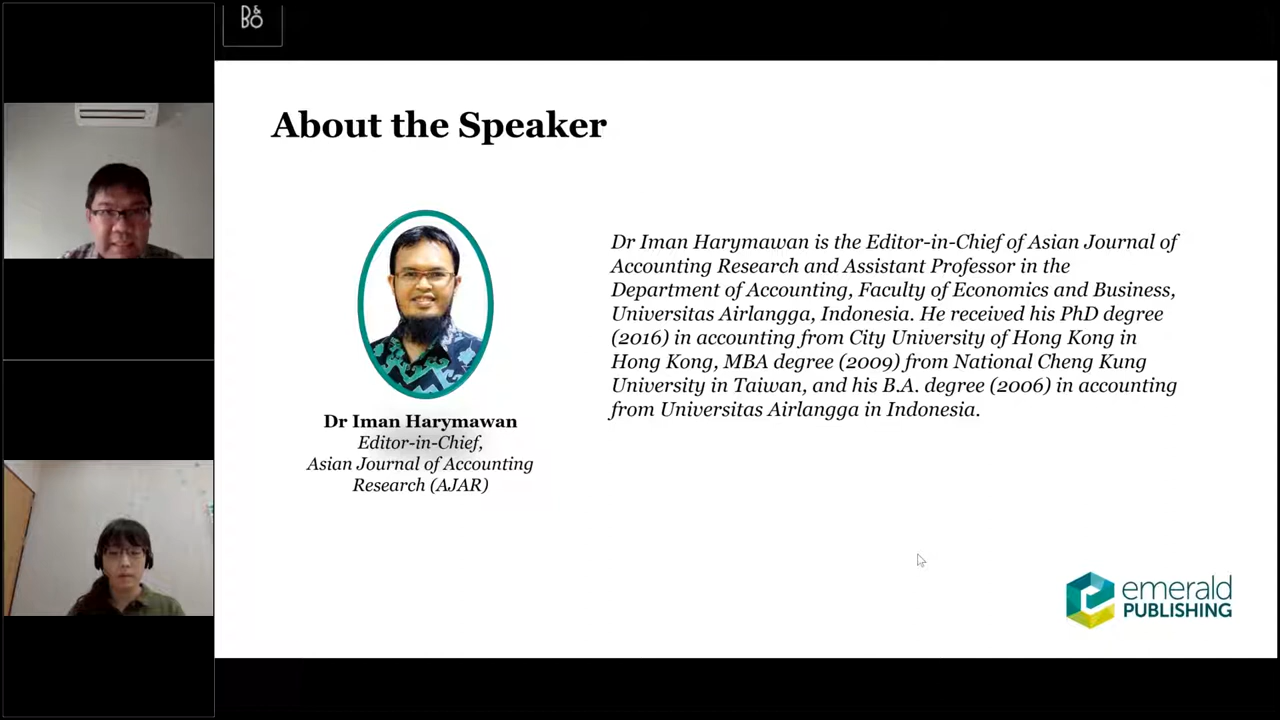 B&
BO
About the Speaker
Dr Iman Harymawan is the Editor-in-Chief of Asian Journal of
Accounting Research and Assistant Professor in the
Department of Accounting, Faculty of Economics and Business,
Universitas Airlangga, Indonesia. He received his PhD degree
(2016) in accounting from City University of Hong Kong in
Hong Kong, MBA degree (2009) from National Cheng Kung
University in Taiwan, and his B.A. degree (2006) in accounting
from Universitas Airlangga in Indonesia.
Dr Iman Harymawan
Editor-in-Chief,
Asian Journal of Accounting
Research (AJAR)
emerald
PUBLISHING